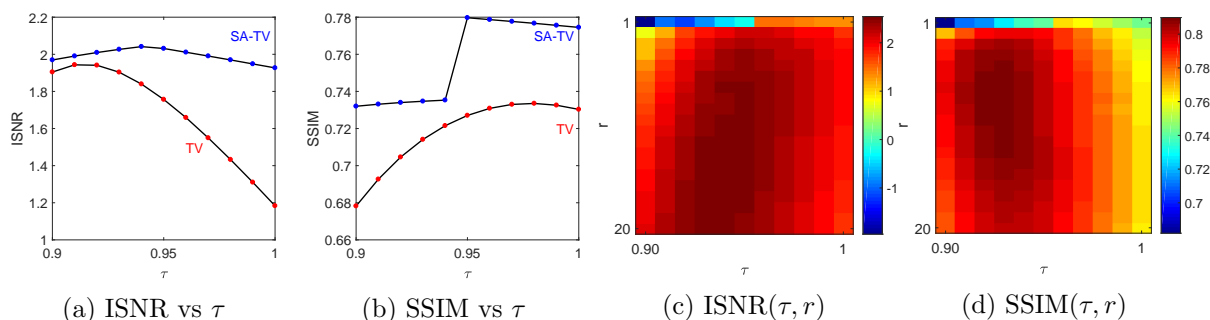 2.2
2
1.8
1.6
1.4
1.2
1
ISNR
SA-TV
TV
0.9
0.95
1
τ
(a) ISNR vs τ
0.78
0.76
0.74
0.72
0.7
0.68
0.66
SSIM
SA-TV
TV
0.9
0.95
1
τ
(b) SSIM vs τ
1
r
20
0.90
1
τ
2
1
0
-1
(c) ISNR(τ, r)
1
r
20
0.90
1
τ
0.8
0.78
0.76
0.74
0.72
0.7
(d) SSIM(τ, r)